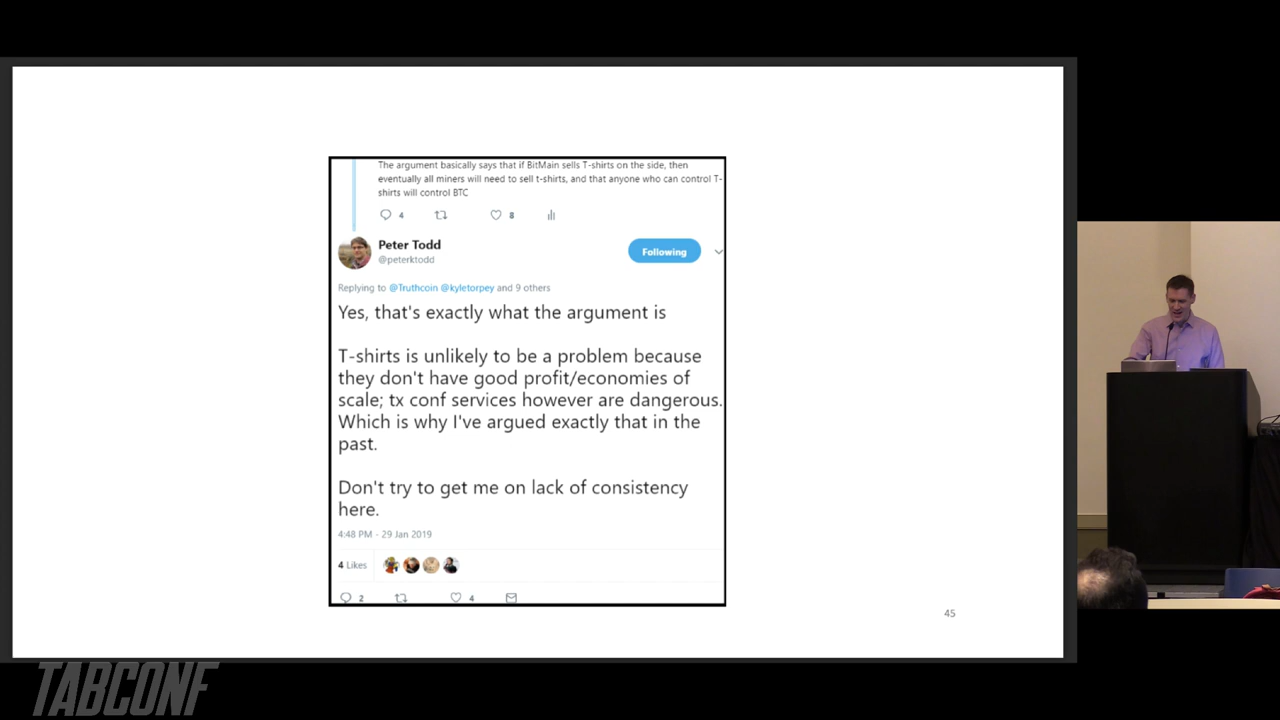 The argument basically says that if BitMain sells T-shirts on the side, then
eventually all miners will need to sell t-shirts, and that anyone who can control T-
shirts will control BTC
4
8
Peter Todd
@peterktodd
Following
Replying to @Truthcoin @kyletorpey and 9 others
Yes, that's exactly what the argument is
T-shirts is unlikely to be a problem because
they don't have good profit/economies of
scale; tx conf services however are dangerous.
Which is why I've argued exactly that in the
past.
Don't try to get me on lack of consistency
here.
4:48 PM - 29 Jan 2019
4 Likes
2
4
45
TABCONF